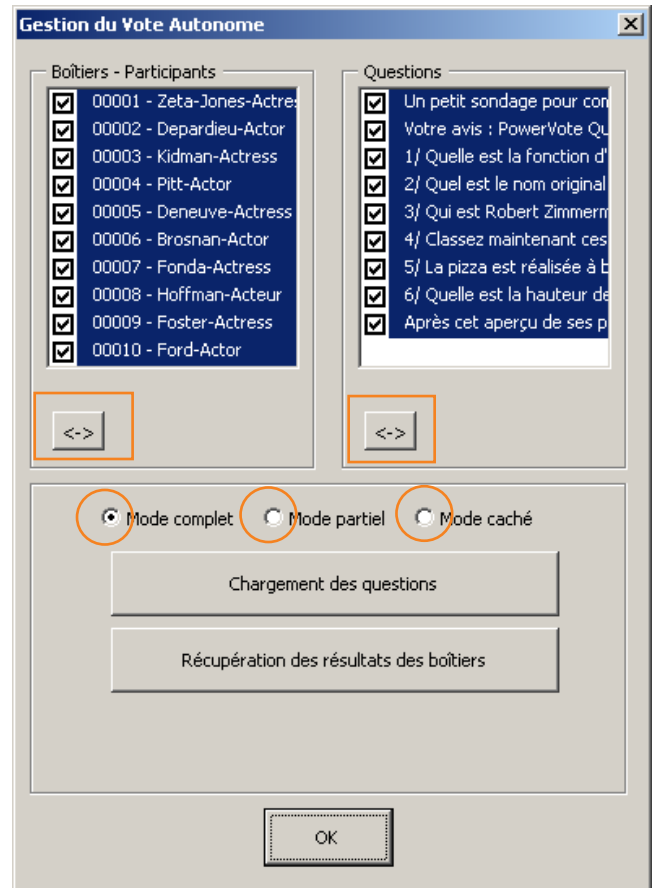 Gestion du Vote Autonome
Boîtiers - Participants
00001 - Zeta-Jones-Actre
00002 - Depardieu-Actor
00003 - Kidman-Actress
00004 - Pitt-Actor
00005 - Deneuve-Actress
00006 - Brosnan-Actor
00007 - Fonda-Actress
00008 - Hoffman-Acteur
00009 - Foster-Actress
00010 - Ford-Actor
<->
Questions
Un petit sondage pour con
Votre avis : PowerVote Qu
1/ Quelle est la fonction d'
2/ Quel est le nom original
3/ Qui est Robert Zimmerm
4/ Classez maintenant ces
5/ La pizza est réalisée à b
6/ Quelle est la hauteur de
Après cet aperçu de ses p
<->
Mode complet Mode partiel Mode caché
Chargement des questions
Récupération des résultats des boîtiers
OK